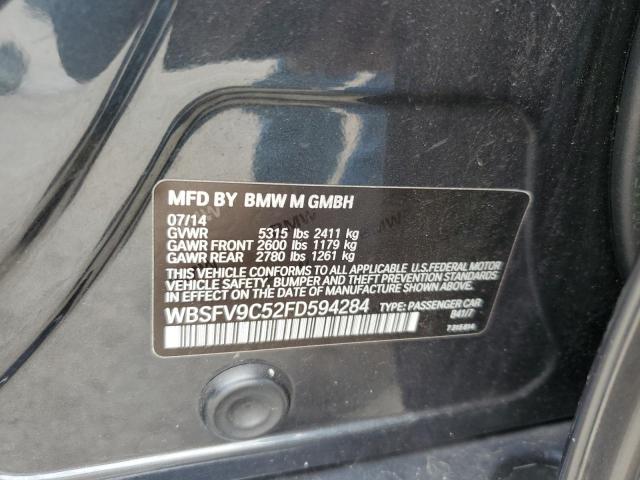 MFD BY BMW M GMBH
07/14
GVWR 5315 lbs 2411 kg
GAWR FRONT 2600 lbs 1179 kg
GAWR REAR 2780 lbs 1261 kg
THIS VEHICLE CONFORMS TO ALL APPLICABLE U.S. FEDERAL MOTOR
VEHICLE SAFETY, BUMPER AND THEFT PREVENTION STANDARDS
IN EFFECT ON THE DATE OF MANUFACTURE SHOWN ABOVE.
WBSFV9C52FD594284 TYPE: PASSENGER CAR
B41/7